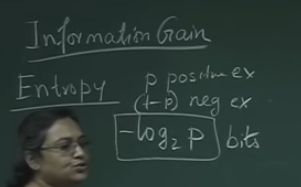 Information Gain
Entropy p positive ex
(1-p) neg ex
-log₂ p bits